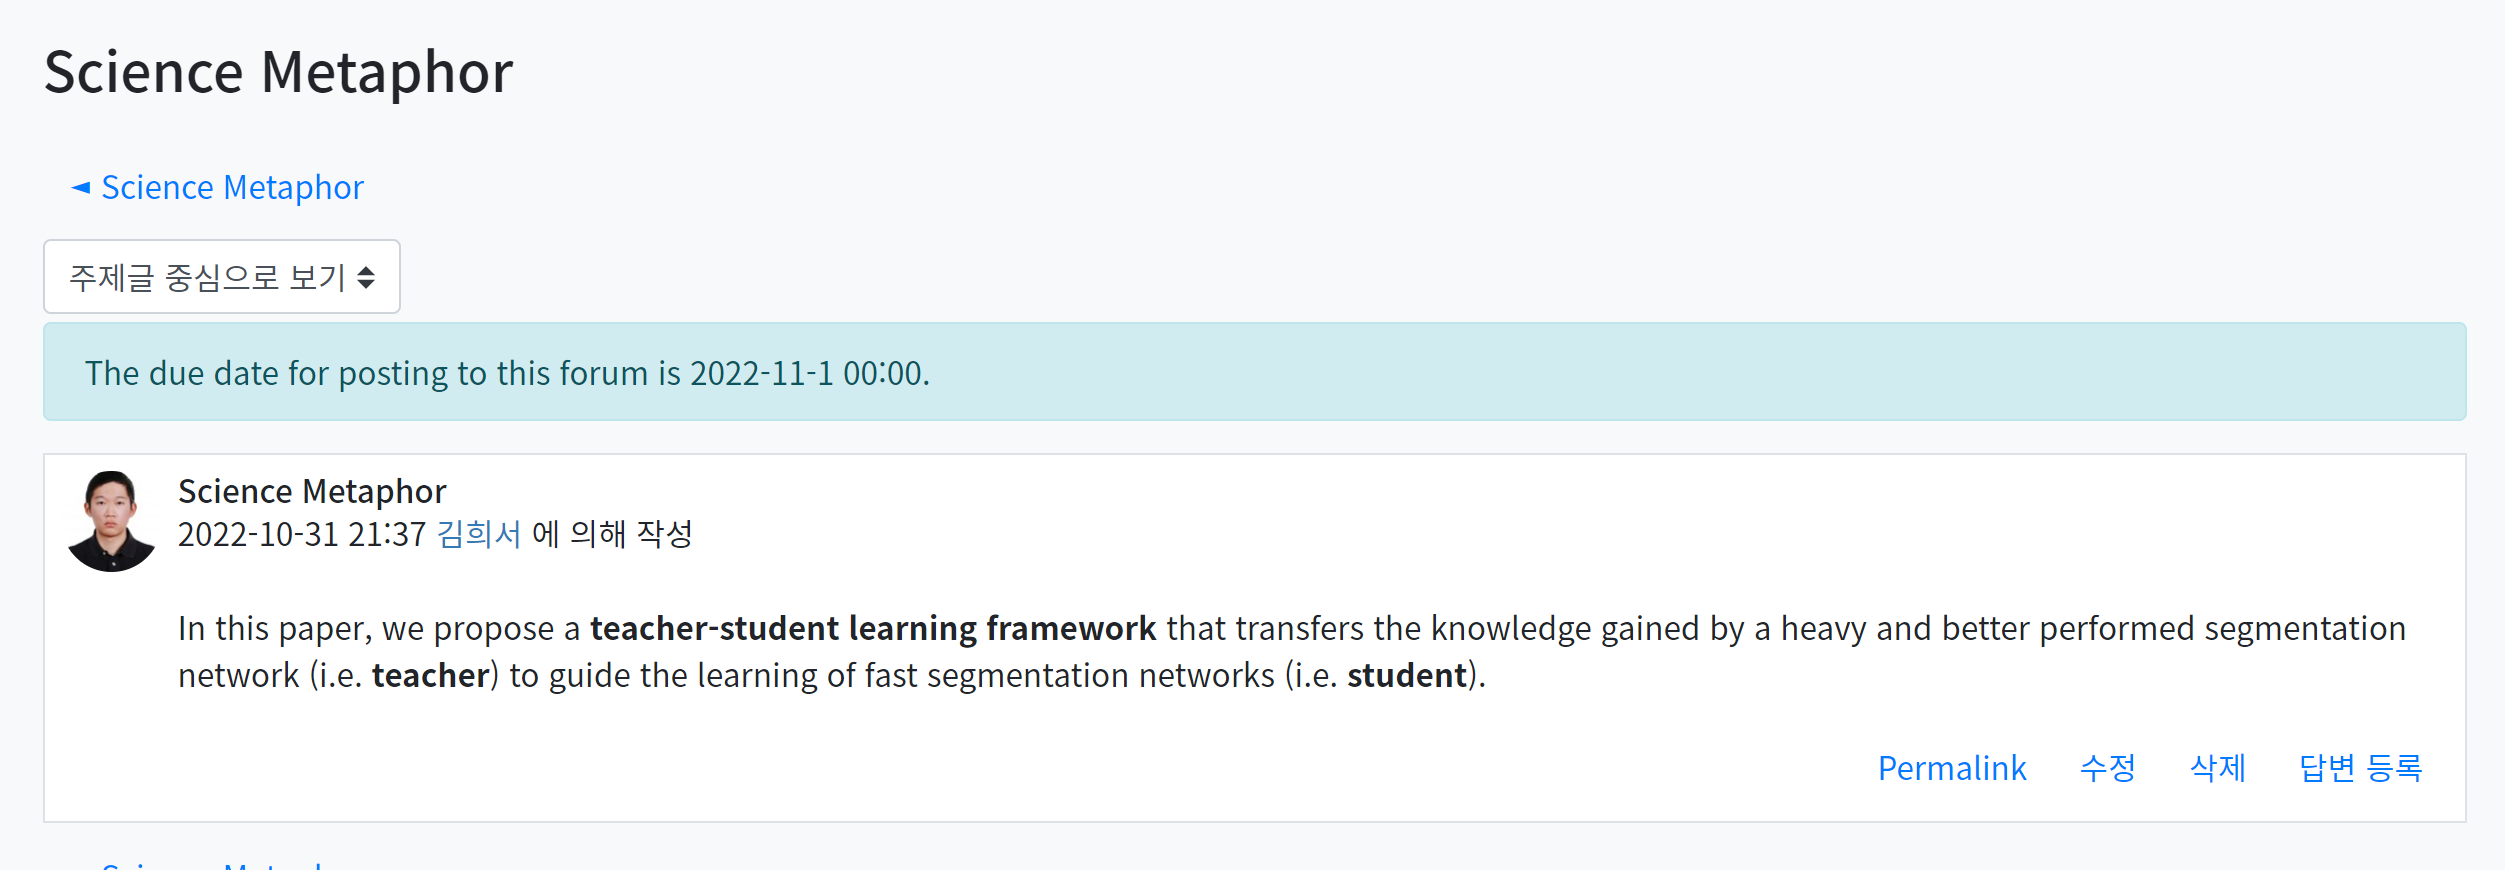 Science Metaphor
◄ Science Metaphor
주제글 중심으로 보기
The due date for posting to this forum is 2022-11-1 00:00.
Science Metaphor
2022-10-31 21:37 김희서 에 의해 작성
In this paper, we propose a teacher-student learning framework that transfers the knowledge gained by a heavy and better performed segmentation
network (i.e. teacher) to guide the learning of fast segmentation networks (i.e. student).
Permalink 수정 삭제 답변 등록